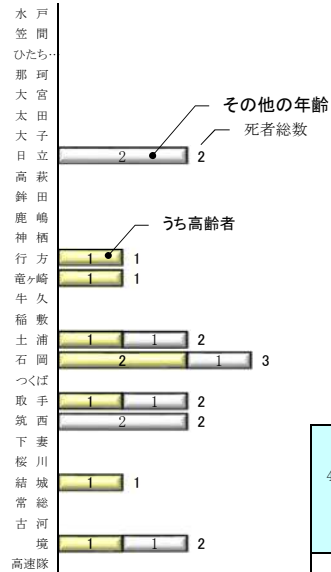 水戸
笠間
ひたち…
那珂
大宮
太田
大子
その他の年齢
死者総数
日立 2 2
高萩
鉾田
鹿嶋
神栖
うち高齢者
行方 1 1
竜ヶ崎 1 1
牛久
稲敷
土浦 1 1 2
石岡 2 1 3
つくば
取手 1 1 2
筑西 2 2
下妻
桜川
結城 1 1
常総
古河
境 1 1 2
高速隊